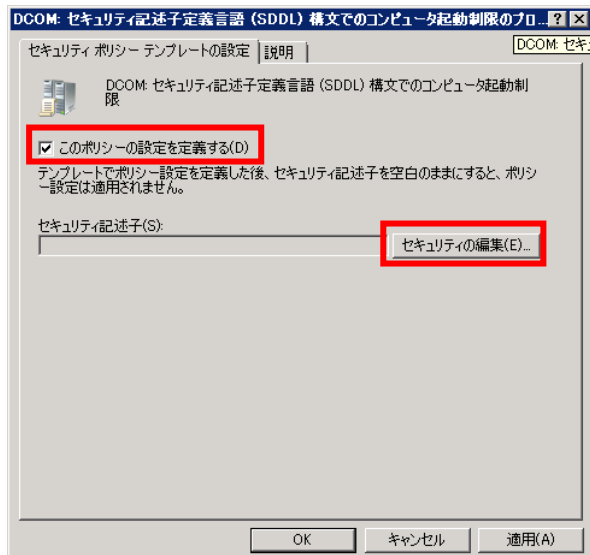 DCOM: セキュリティ記述子定義言語 (SDDL) 構文でのコンピュータ起動制限のプロ...
セキュリティ ポリシー テンプレートの設定 説明
DCOM: セキ
DCOM: セキュリティ記述子定義言語 (SDDL) 構文でのコンピュータ起動制
限
このポリシーの設定を定義する(D)
テンプレートでポリシー設定を定義した後、セキュリティ記述子を空白のままにすると、ポリシ
ー設定は適用されません。
セキュリティ記述子(S):
セキュリティの編集(E)...
OK キャンセル 適用(A)